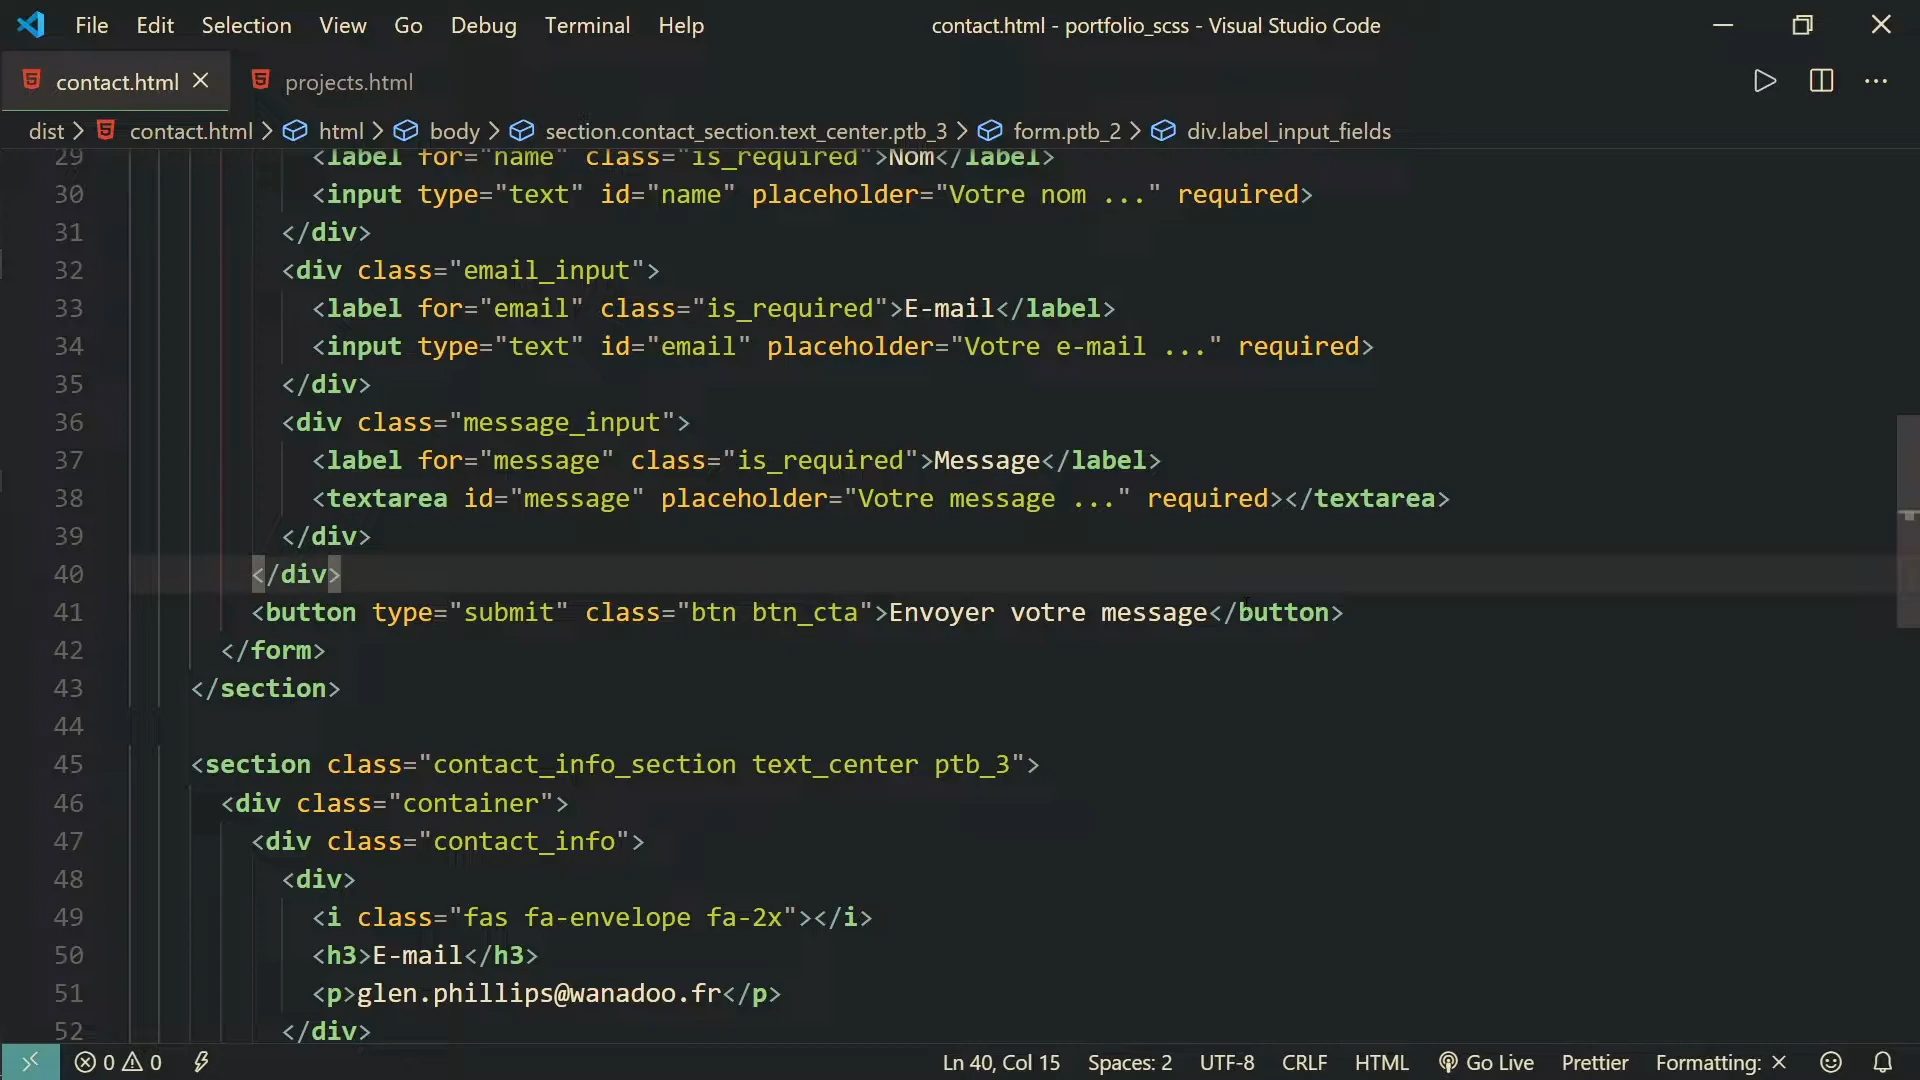 File Edit Selection View Go Debug Terminal Help contact.html - portfolio_scss - Visual Studio Code
contact.html projects.html
dist > contact.html > html > body > section.contact_section.text_center.ptb_3 > form.ptb_2 > div.label_input_fields
29 <label for="name" class="is_required">Nom</label>
30 <input type="text" id="name" placeholder="Votre nom ..." required>
31 </div>
32 <div class="email_input">
33 <label for="email" class="is_required">E-mail</label>
34 <input type="text" id="email" placeholder="Votre e-mail ..." required>
35 </div>
36 <div class="message_input">
37 <label for="message" class="is_required">Message</label>
38 <textarea id="message" placeholder="Votre message ..." required></textarea>
39 </div>
40 </div>
41 <button type="submit" class="btn btn_cta">Envoyer votre message</button>
42 </form>
43 </section>
44
45 <section class="contact_info_section text_center ptb_3">
46 <div class="container">
47 <div class="contact_info">
48 <div>
49 <i class="fas fa-envelope fa-2x"></i>
50 <h3>E-mail</h3>
51 <p>glen.phillips@wanadoo.fr</p>
52 </div>
0 0 Ln 40, Col 15 Spaces: 2 UTF-8 CRLF HTML Go Live Prettier Formatting: ×